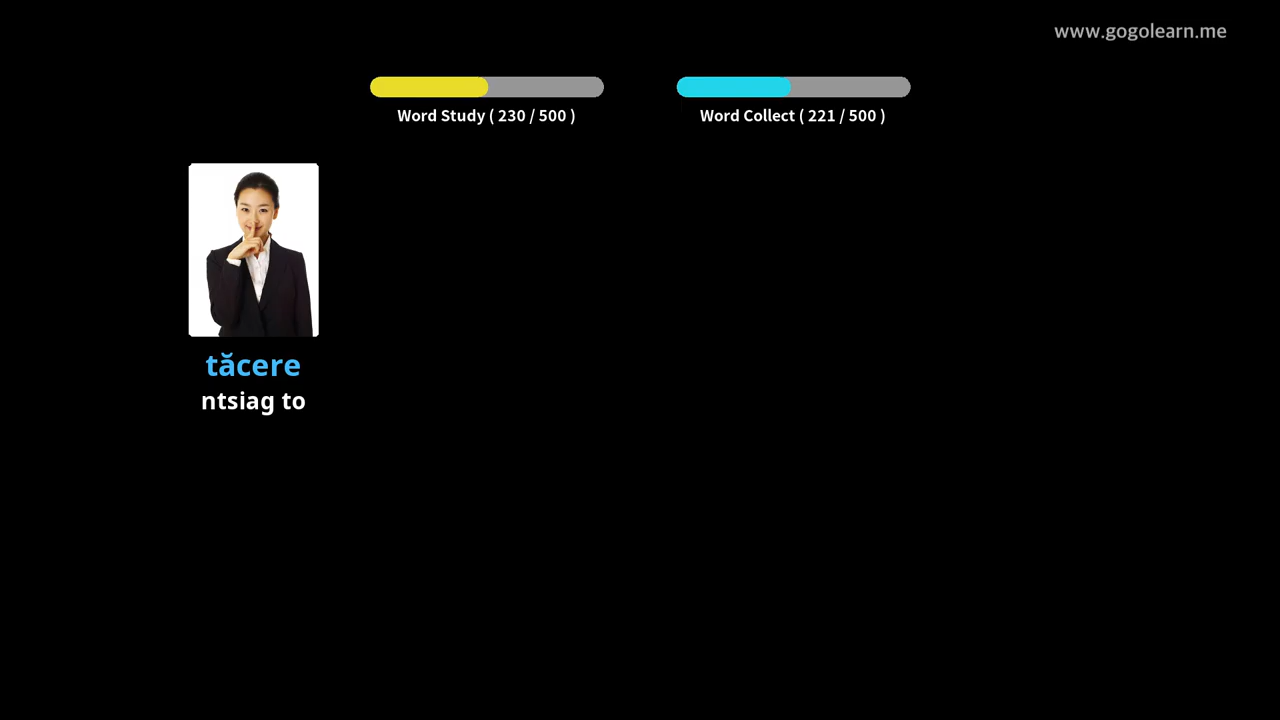 www.gogolearn.me
Word Study ( 230 / 500 )
Word Collect ( 221 / 500 )
tăcere
ntsiag to